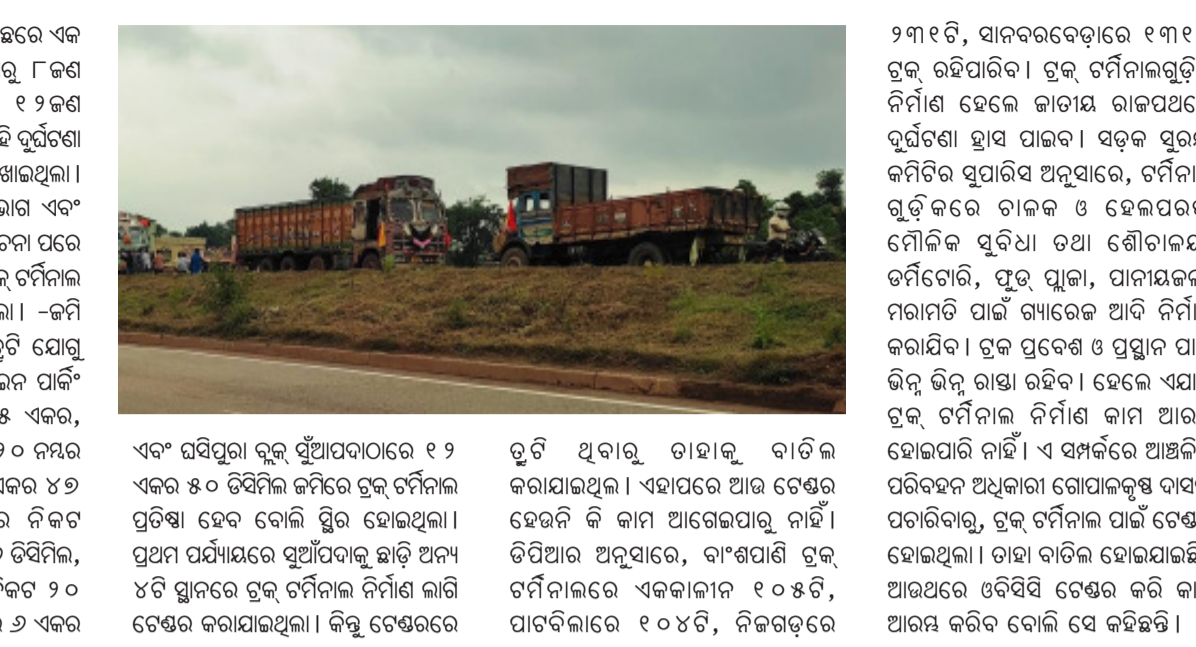 ଛରେ ଏକ
ରୁ ୮ଜଣ
୧୨ଜଣ
ହି ଦୁର୍ଘଟଣା
ଖାଇଥିଲା।
ଭାଗ ଏବଂ
ଚନା ପରେ
କ୍ ଟର୍ମିନାଲ
ଲା। -ଜମି
ତ୍ରୁଟି ଯୋଗୁ
ଇନ ପାର୍କିଂ
୫ ଏକର,
୨୦ ନମ୍ବର
ଏକର ୪୭
ର ନିକଟ
ଡିସିମିଲ,
ନିକଟ ୨୦
୬ ଏକର
ଏବଂ ଘସିପୁରା ବ୍ଲକ୍ ସୁଁଆପଦାଠାରେ ୧୨
ଏକର ୫୦ ଡିସିମିଲ ଜମିରେ ଟ୍ରକ୍ ଟର୍ମିନାଲ
ପ୍ରତିଷ୍ଠା ହେବ ବୋଲି ସ୍ଥିର ହୋଇଥିଲା।
ପ୍ରଥମ ପର୍ଯ୍ୟାୟରେ ସୁଆଁପଦାକୁ ଛାଡ଼ି ଅନ୍ୟ
୪ଟି ସ୍ଥାନରେ ଟ୍ରକ୍ ଟର୍ମିନାଲ ନିର୍ମାଣ ଲାଗି
ଟେଣ୍ଡର କରାଯାଇଥିଲା। କିନ୍ତୁ ଟେଣ୍ଡରରେ
ତ୍ରୁଟି ଥିବାରୁ ତାହାକୁ ବାତିଲ
କରାଯାଇଥିଲା। ଏହାପରେ ଆଉ ଟେଣ୍ଡର
ହେଉନି କି କାମ ଆଗେଇପାରୁ ନାହିଁ।
ଡିପିଆର ଅନୁସାରେ, ବାଂଶପାଣି ଟ୍ରକ୍
ଟର୍ମିନାଲରେ ଏକକାଳୀନ ୧୦୫ଟି,
ପାଟବିଲାରେ ୧୦୪ଟି, ନିଜଗଡ଼ରେ
୨୩୧ଟି, ସାନବରବେଡ଼ାରେ ୧୩୧
ଟ୍ରକ୍ ରହିପାରିବ। ଟ୍ରକ୍ ଟର୍ମିନାଲଗୁଡ଼ି
ନିର୍ମାଣ ହେଲେ ଜାତୀୟ ରାଜପଥରେ
ଦୁର୍ଘଟଣା ହ୍ରାସ ପାଇବ। ସଡ଼କ ସୁରକ୍ଷା
କମିଟିର ସୁପାରିସ ଅନୁସାରେ, ଟର୍ମିନା
ଗୁଡ଼ିକରେ ଚାଳକ ଓ ହେଲପରଙ୍କ
ମୌଳିକ ସୁବିଧା ତଥା ଶୌଚାଳୟ
ଡର୍ମିଟୋରି, ଫୁଡ୍ ପ୍ଲାଜା, ପାନୀୟଜଳ
ମରାମତି ପାଇଁ ଗ୍ୟାରେଜ ଆଦି ନିର୍ମା
କରାଯିବ। ଟ୍ରକ ପ୍ରବେଶ ଓ ପ୍ରସ୍ଥାନ ପା
ଭିନ୍ନ ଭିନ୍ନ ରାସ୍ତା ରହିବ। ହେଲେ ଏଯା
ଟ୍ରକ୍ ଟର୍ମିନାଲ ନିର୍ମାଣ କାମ ଆର
ହୋଇପାରି ନାହିଁ। ଏ ସମ୍ପର୍କରେ ଆଞ୍ଚଳି
ପରିବହନ ଅଧିକାରୀ ଗୋପାଳକୃଷ୍ଣ ଦାସ
ପଚାରିବାରୁ, ଟ୍ରକ୍ ଟର୍ମିନାଲ ପାଇଁ ଟେଣ୍ଡ
ହୋଇଥିଲା। ତାହା ବାତିଲ ହୋଇଯାଇଛି
ଆଉଥରେ ଓବିସିସି ଟେଣ୍ଡର କରି କା
ଆରମ୍ଭ କରିବ ବୋଲି ସେ କହିଛନ୍ତି।